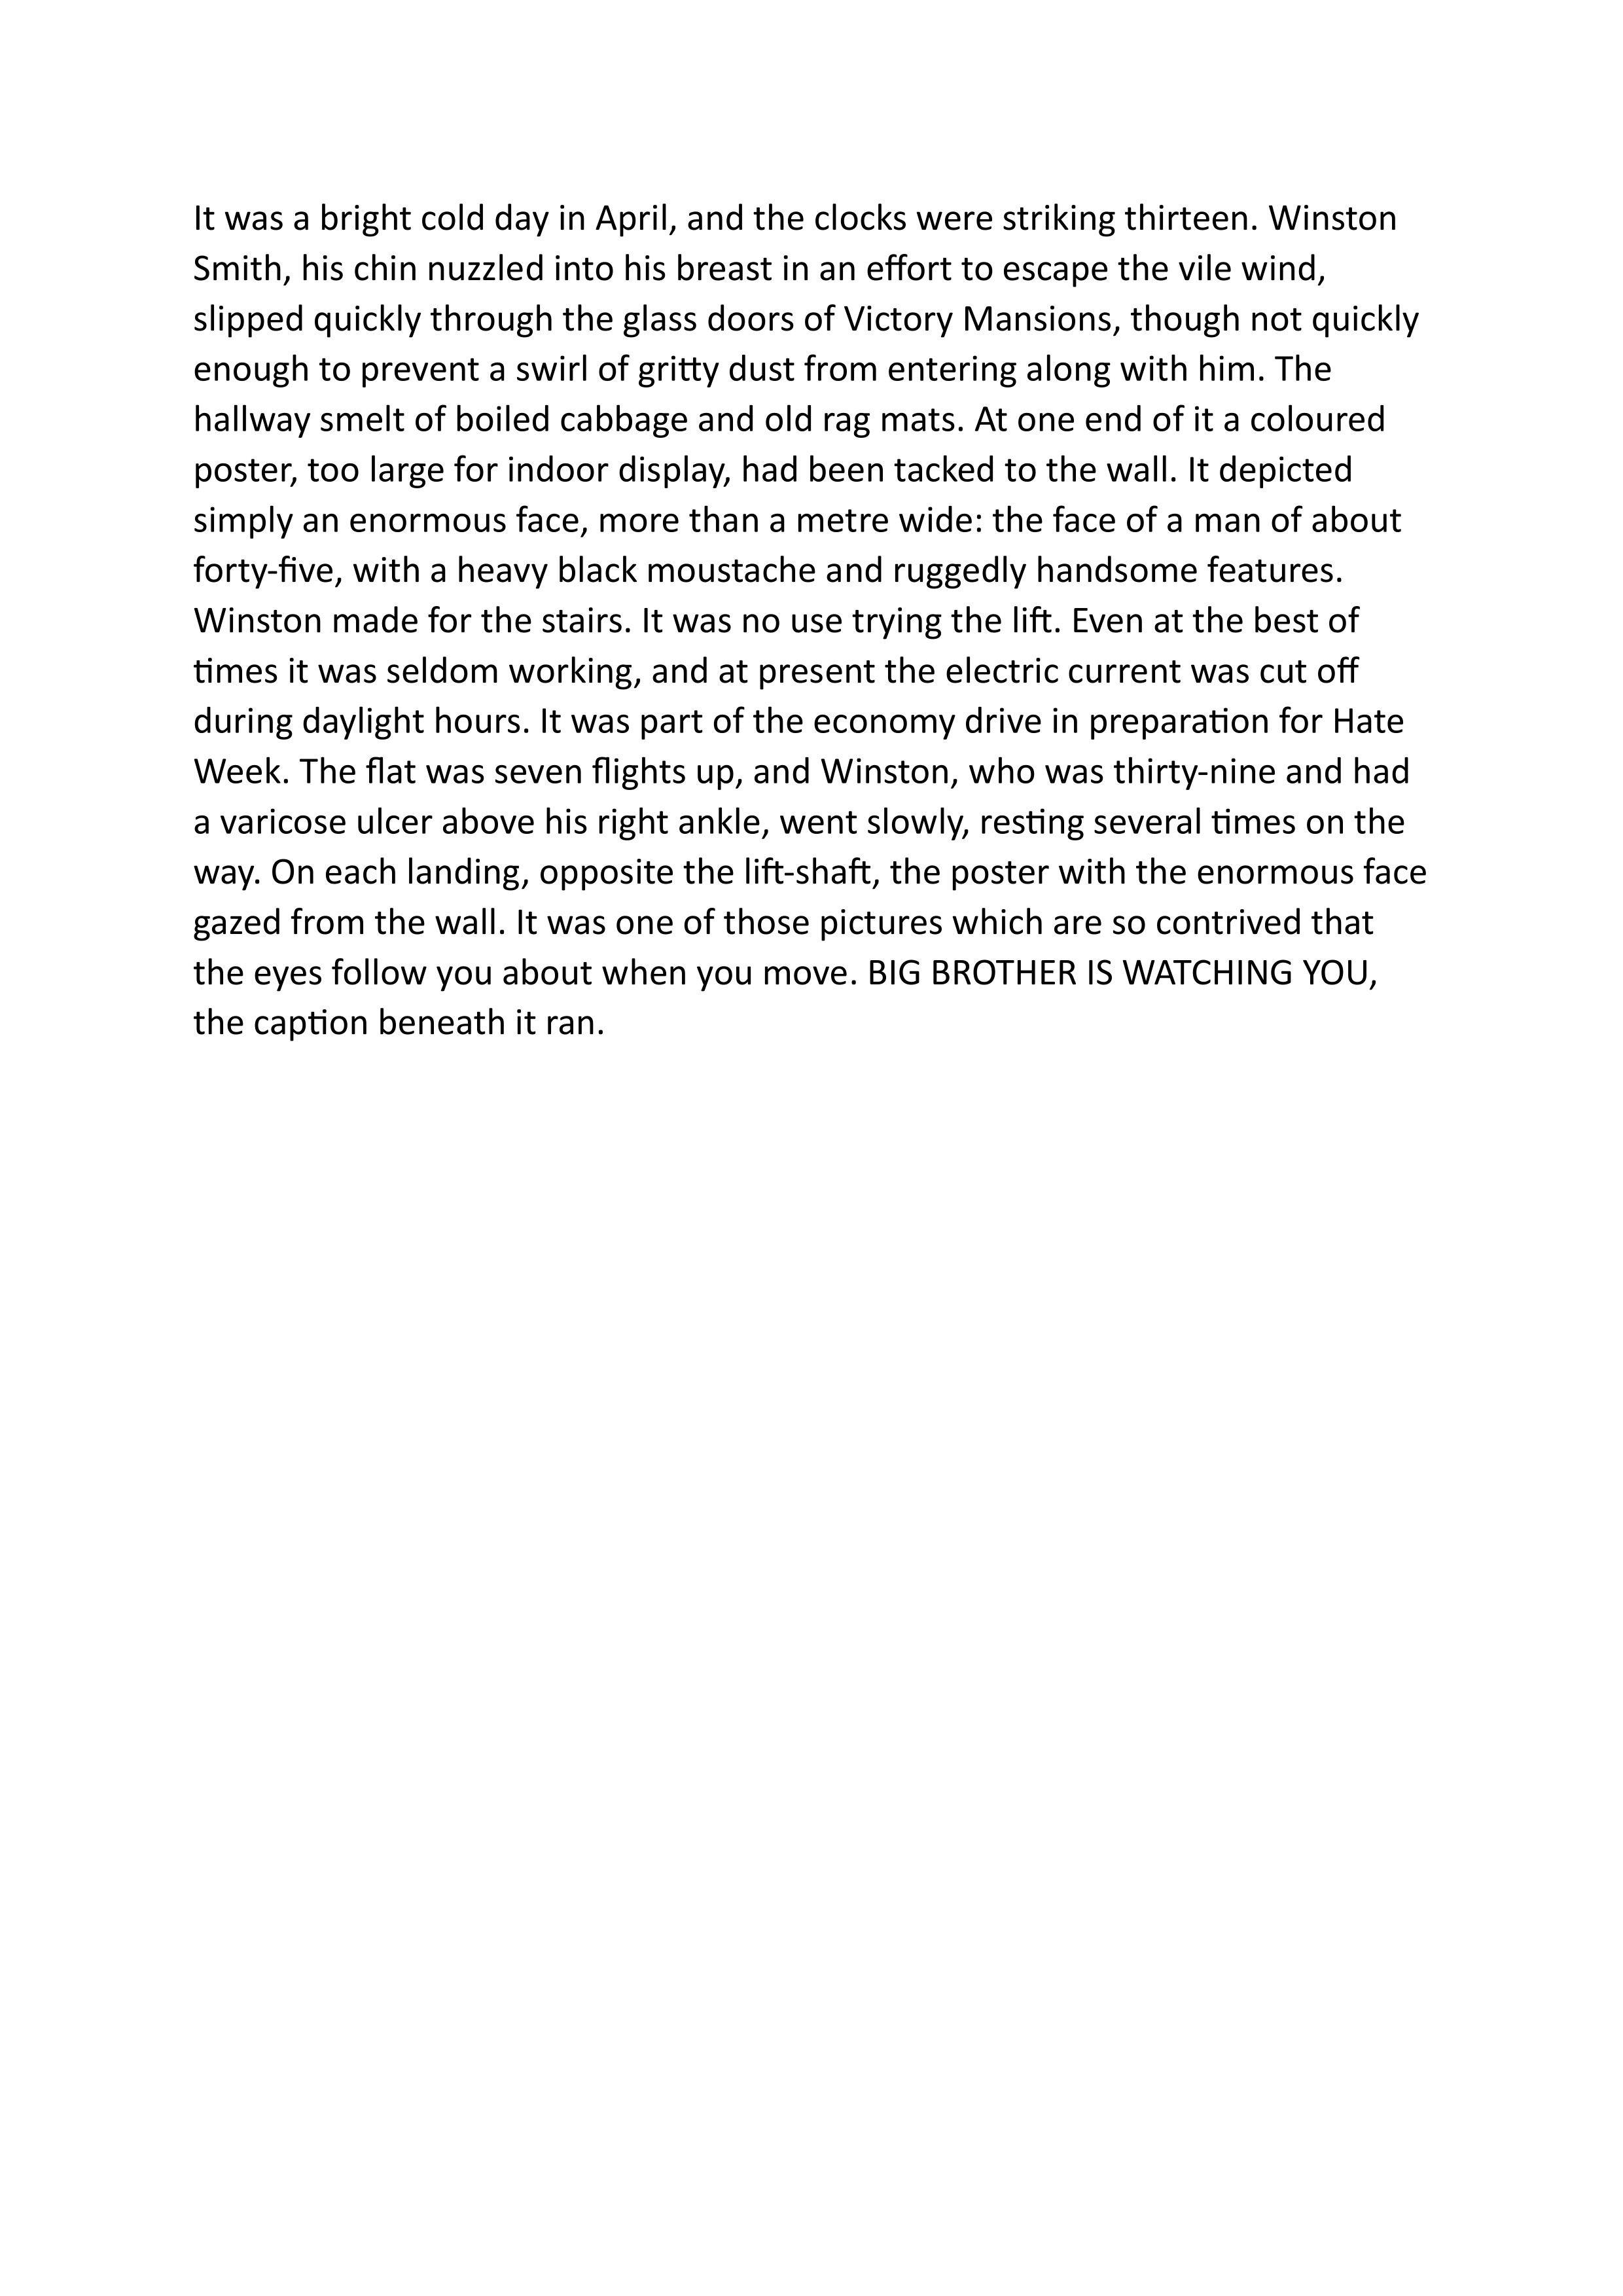 It was a bright cold day in April, and the clocks were striking thirteen. Winston
Smith, his chin nuzzled into his breast in an effort to escape the vile wind,
slipped quickly through the glass doors of Victory Mansions, though not quickly
enough to prevent a swirl of gritty dust from entering along with him. The
hallway smelt of boiled cabbage and old rag mats. At one end of it a coloured
poster, too large for indoor display, had been tacked to the wall. It depicted
simply an enormous face, more than a metre wide: the face of a man of about
forty-five, with a heavy black moustache and ruggedly handsome features.
Winston made for the stairs. It was no use trying the lift. Even at the best of
times it was seldom working, and at present the electric current was cut off
during daylight hours. It was part of the economy drive in preparation for Hate
Week. The flat was seven flights up, and Winston, who was thirty-nine and had
a varicose ulcer above his right ankle, went slowly, resting several times on the
way. On each landing, opposite the lift-shaft, the poster with the enormous face
gazed from the wall. It was one of those pictures which are so contrived that
the eyes follow you about when you move. BIG BROTHER IS WATCHING YOU,
the caption beneath it ran.